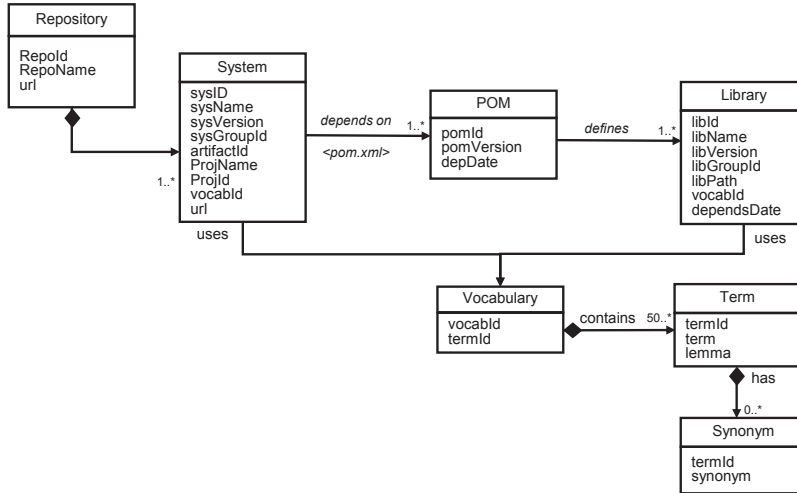 Repository
RepoId
RepoName
url
System
sysID
sysName
sysVersion
sysGroupId
artifactId
ProjName
ProjId
vocabId
url
1..*
depends on
<pom.xml>
1..*
POM
pomId
pomVersion
depDate
defines
1..*
Library
libId
libName
libVersion
libGroupId
libPath
vocabId
dependsDate
uses
uses
Vocabulary
vocabId
termId
contains
50..*
Term
termId
term
lemma
has
0..*
Synonym
termId
synonym